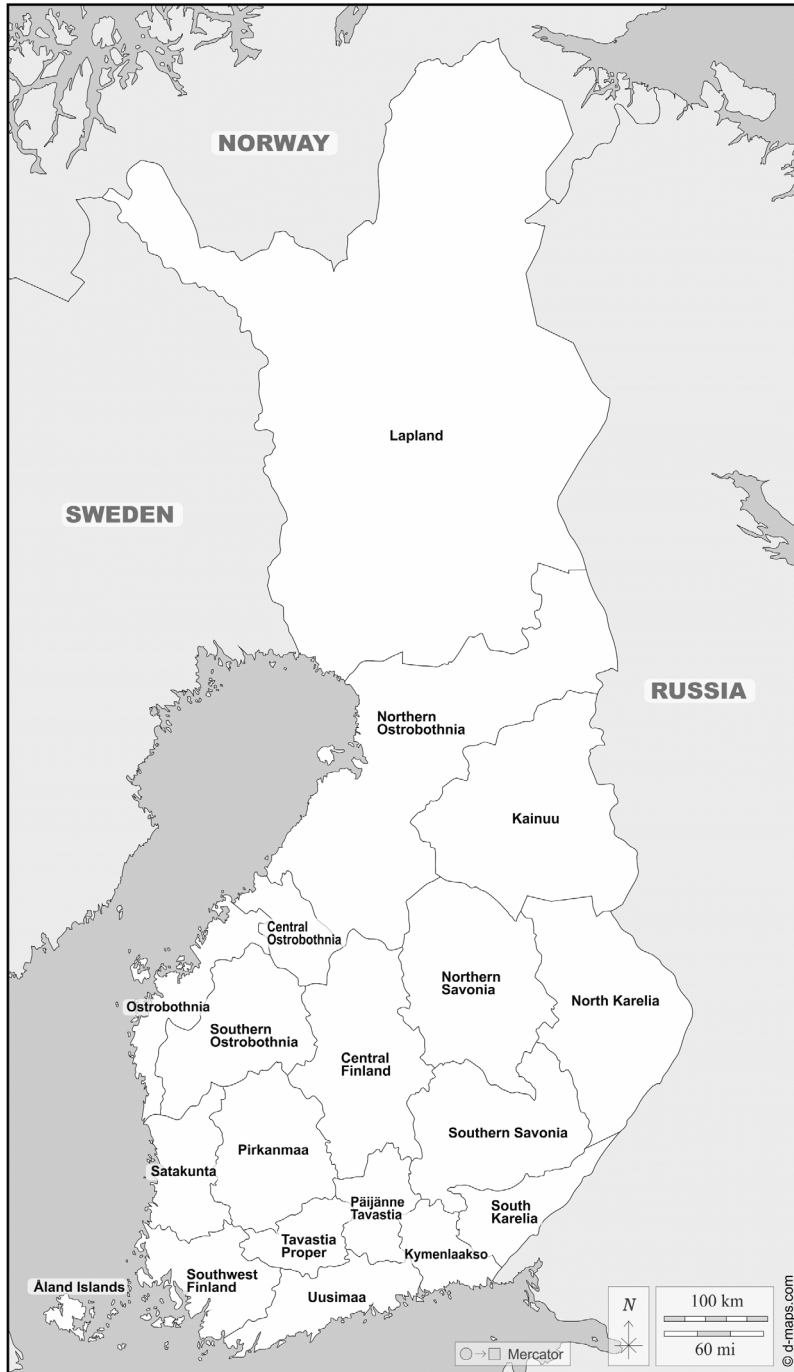 NORWAY
Lapland
SWEDEN
RUSSIA
Northern
Ostrobothnia
Kainuu
Central
Ostrobothnia
Northern
Savonia
North Karelia
Ostrobothnia
Southern
Ostrobothnia
Central
Finland
Southern Savonia
Pirkanmaa
Satakunta
Päijänne
Tavastia
South
Karelia
Tavastia
Proper
Kymenlaakso
Southwest
Finland
Åland Islands
Uusimaa
N
100 km
60 mi
Mercator
© d-maps.com